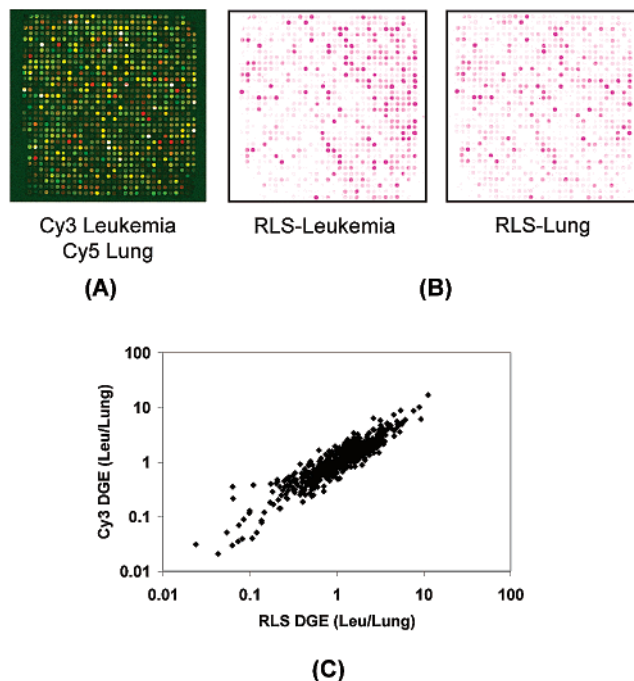 Cy3 Leukemia
Cy5 Lung
RLS-Leukemia
RLS-Lung
(A)
(B)
100
10
1
0.1
0.01
Cy3 DGE (Leu/Lung)
0.01 0.1 1 10 100
RLS DGE (Leu/Lung)
(C)